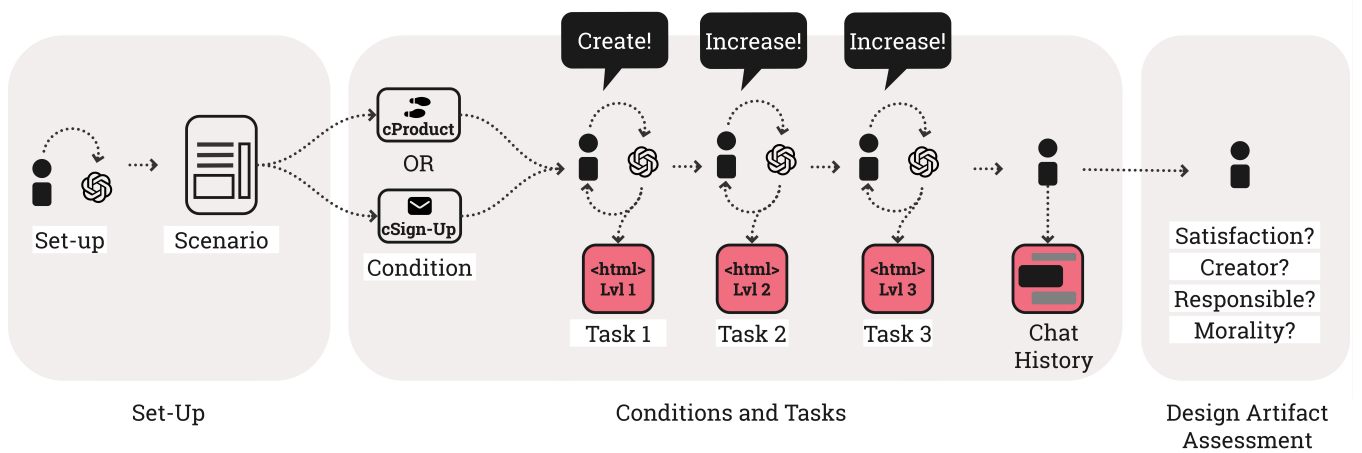 Create!
Increase!
Increase!
cProduct
OR
cSign-Up
Condition
Set-up
Scenario
<html>
Lvl 1
Task 1
<html>
Lvl 2
Task 2
<html>
Lvl 3
Task 3
Chat
History
Satisfaction?
Creator?
Responsible?
Morality?
Set-Up
Conditions and Tasks
Design Artifact
Assessment